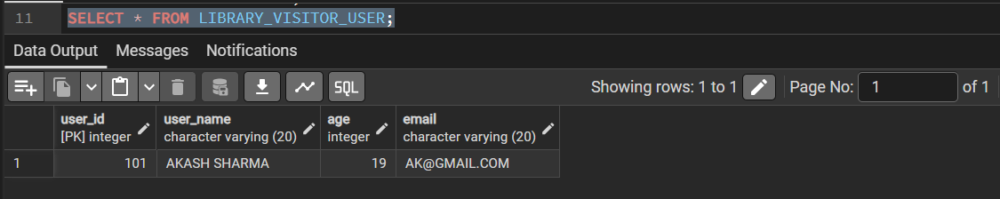 11 SELECT * FROM LIBRARY_VISITOR_USER;
Data Output Messages Notifications
SQL Showing rows: 1 to 1 Page No: 1 of 1
user_id user_name age email
[PK] integer character varying (20) integer character varying (20)
1 101 AKASH SHARMA 19 AK@GMAIL.COM